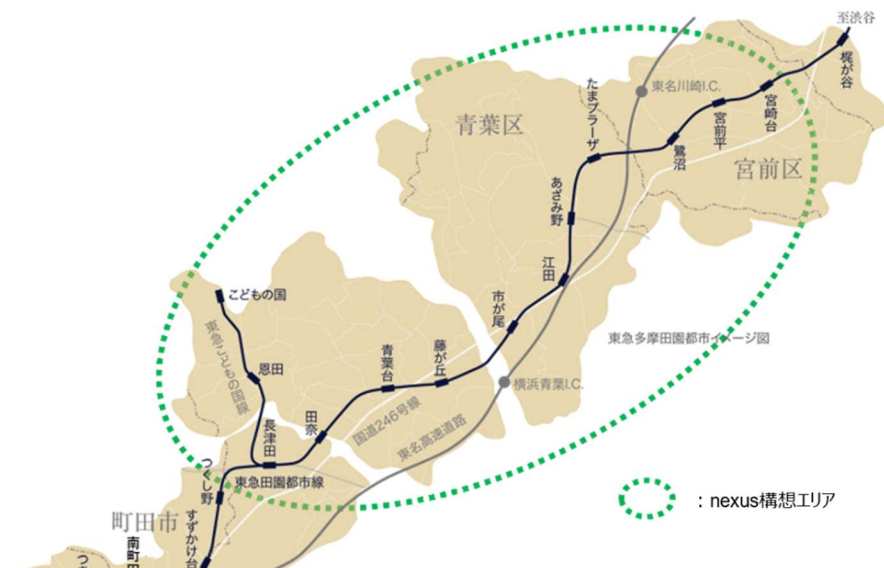 至渋谷
梶が谷
宮崎台
宮前平
鷺沼
東名川崎I.C.
たまプラーザ
青葉区
宮前区
あざみ野
江田
市が尾
東急多摩田園都市イメージ図
横浜青葉I.C.
藤が丘
青葉台
国道246号線
東名高速道路
田奈
長津田
恩田
こどもの国
東急こどもの国線
東急田園都市線
つくし野
すずかけ台
町田市
南町田
つ
：nexus構想エリア